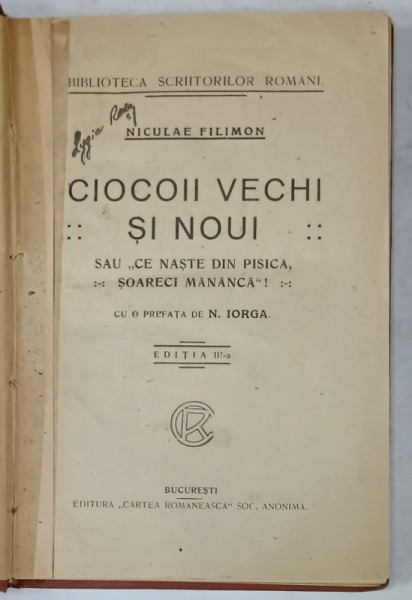 BIBLIOTECA SCRIITORILOR ROMANI.
Lygia
NICULAE FILIMON
CIOCOII VECHI
:: ȘI NOUI ::
SAU „CE NAȘTE DIN PISICA,
:-: ȘOARECI MANANCA“! :-:
CU O PREFAȚA DE N. IORGA.
EDIȚIA III-a
BUCUREȘTI
EDITURA „CARTEA ROMANEASCA“ SOC. ANONIMA.